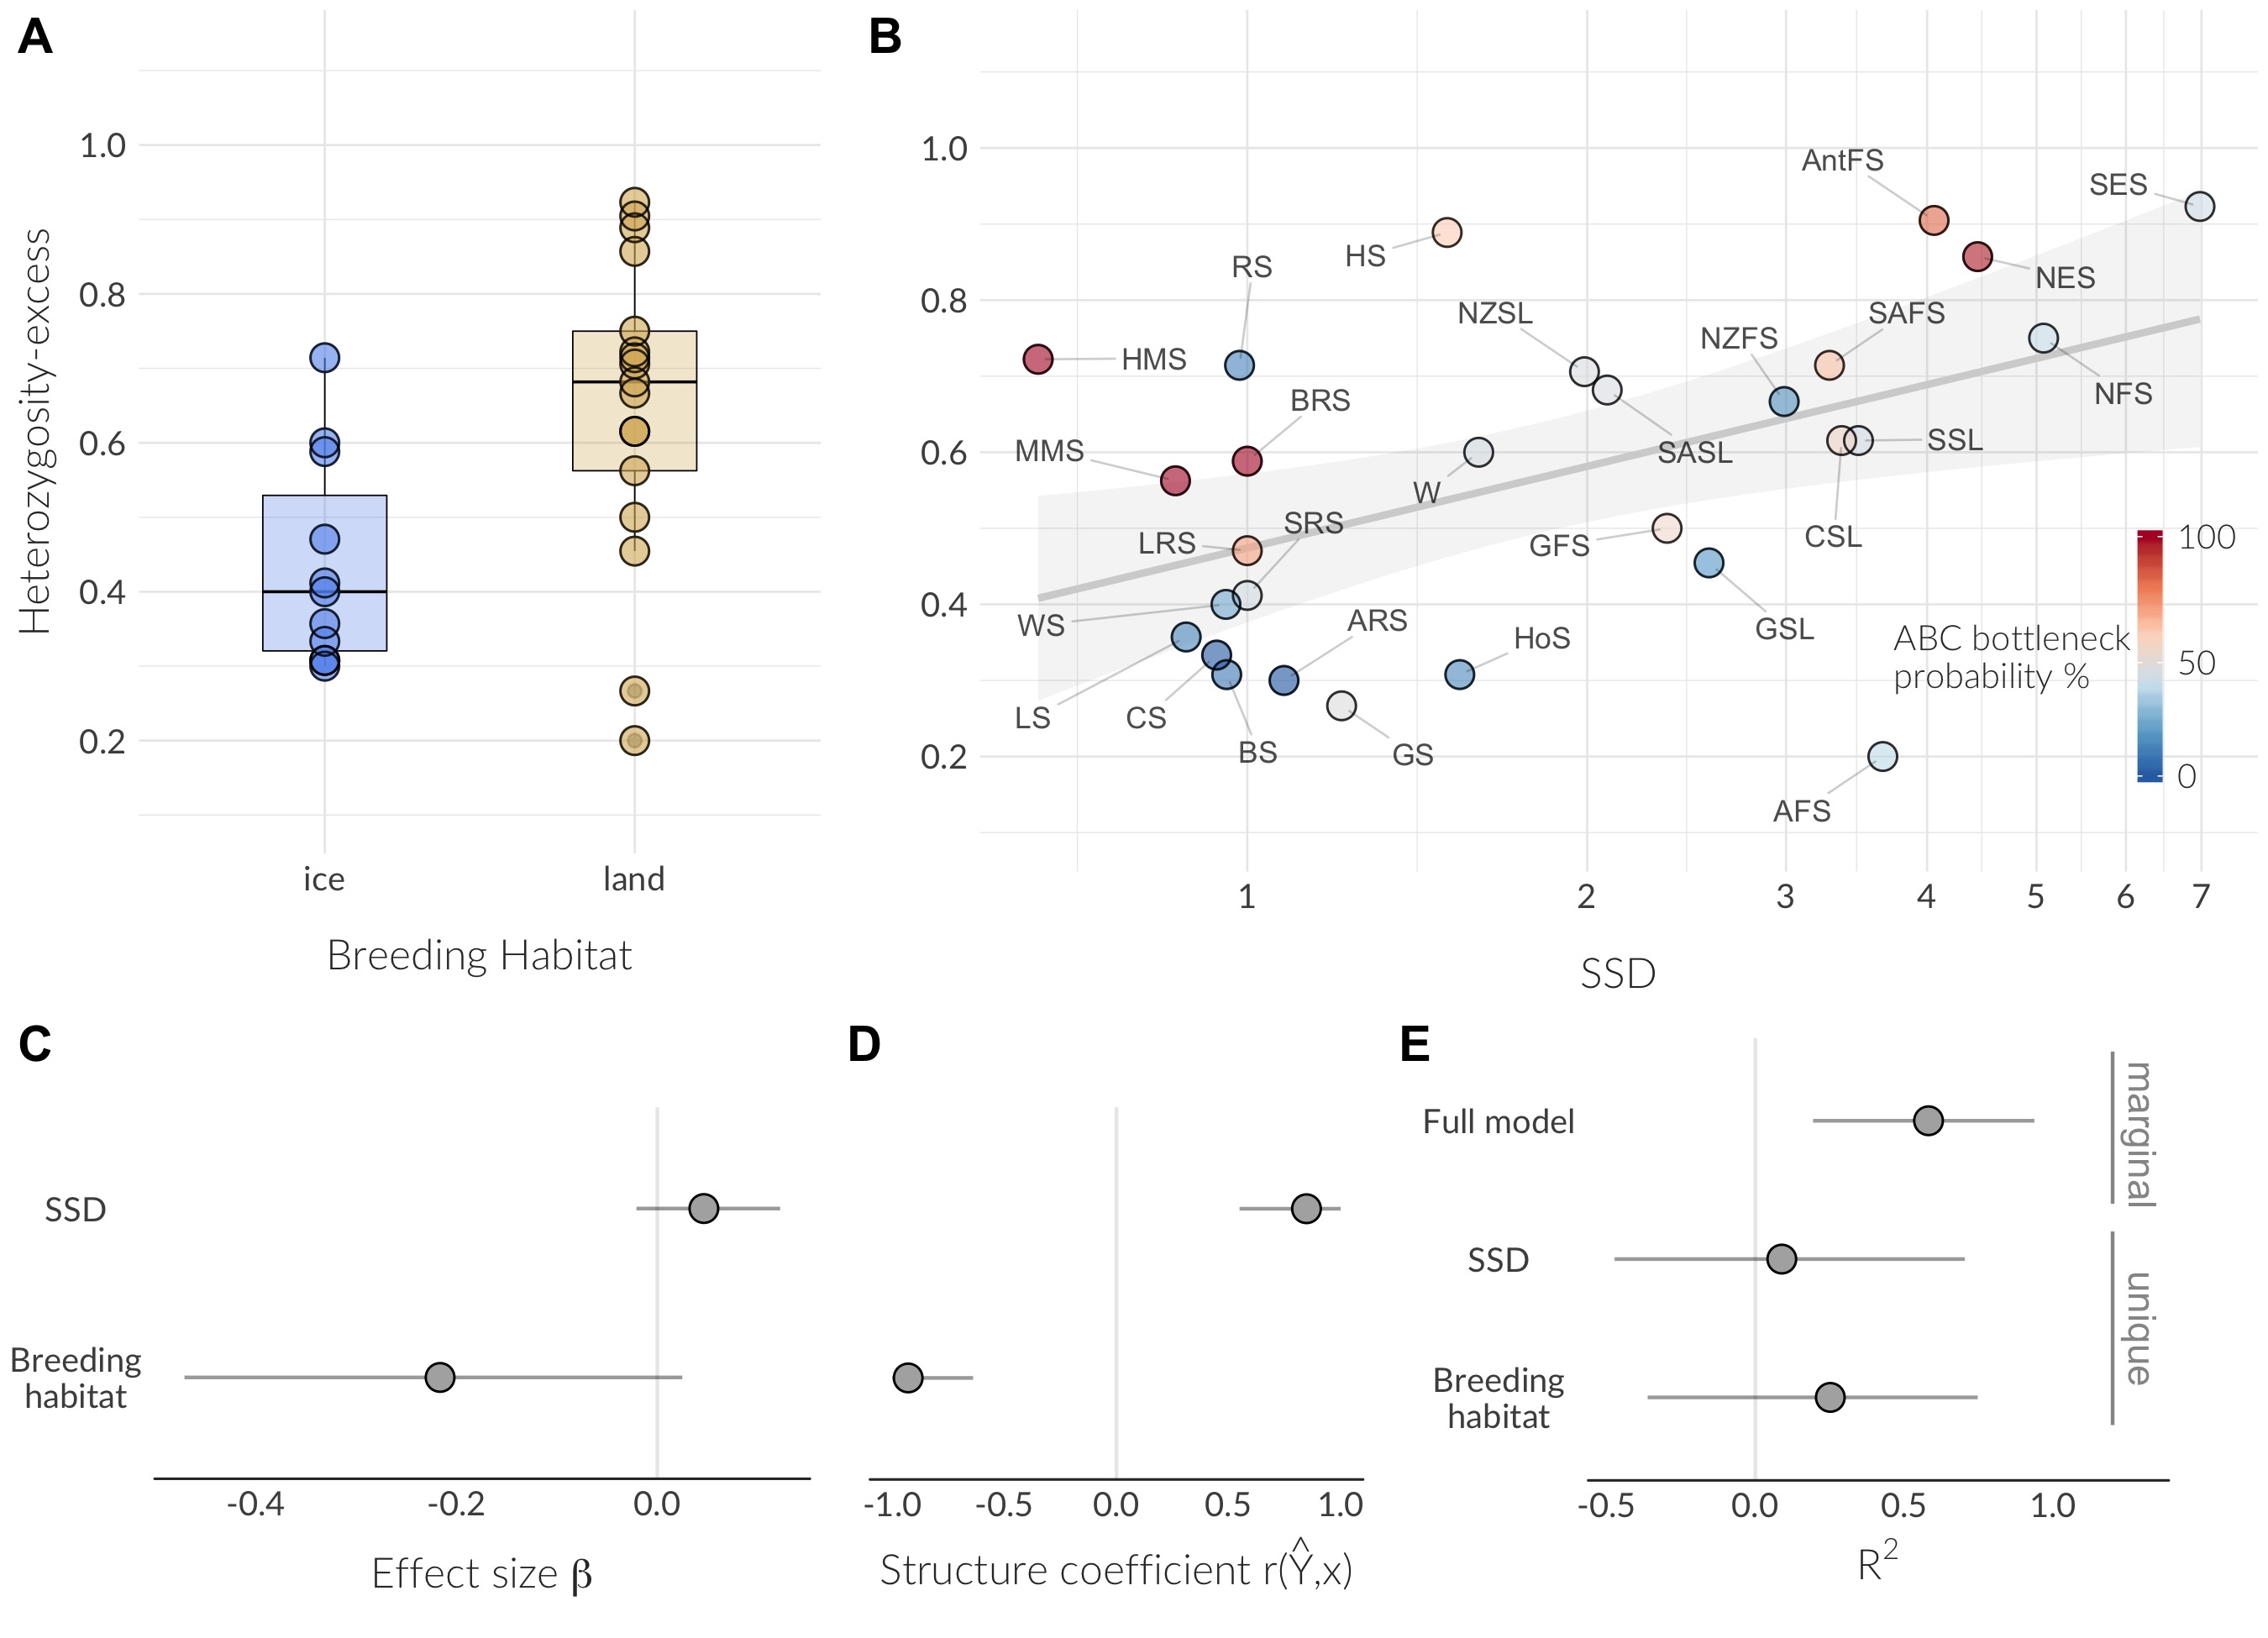 A
Heterozygosity-excess
1.0
0.8
0.6
0.4
0.2
ice
land
Breeding Habitat
B
1.0
0.8
0.6
0.4
0.2
AntFS
SES
HS
RS
NES
NZSL
SAFS
NZFS
HMS
NFS
BRS
MMS
SASL
SSL
W
SRS
LRS
GFS
CSL
WS
ARS
HoS
GSL
LS
CS
BS
GS
AFS
ABC bottleneck
probability %
100
50
0
1
2
3
4
5
6
7
SSD
C
SSD
Breeding
habitat
-0.4
-0.2
0.0
Effect size β
D
-1.0
-0.5
0.0
0.5
1.0
Structure coefficient r(Ŷ,x)
E
Full model
SSD
Breeding
habitat
marginal
unique
-0.5
0.0
0.5
1.0
R²